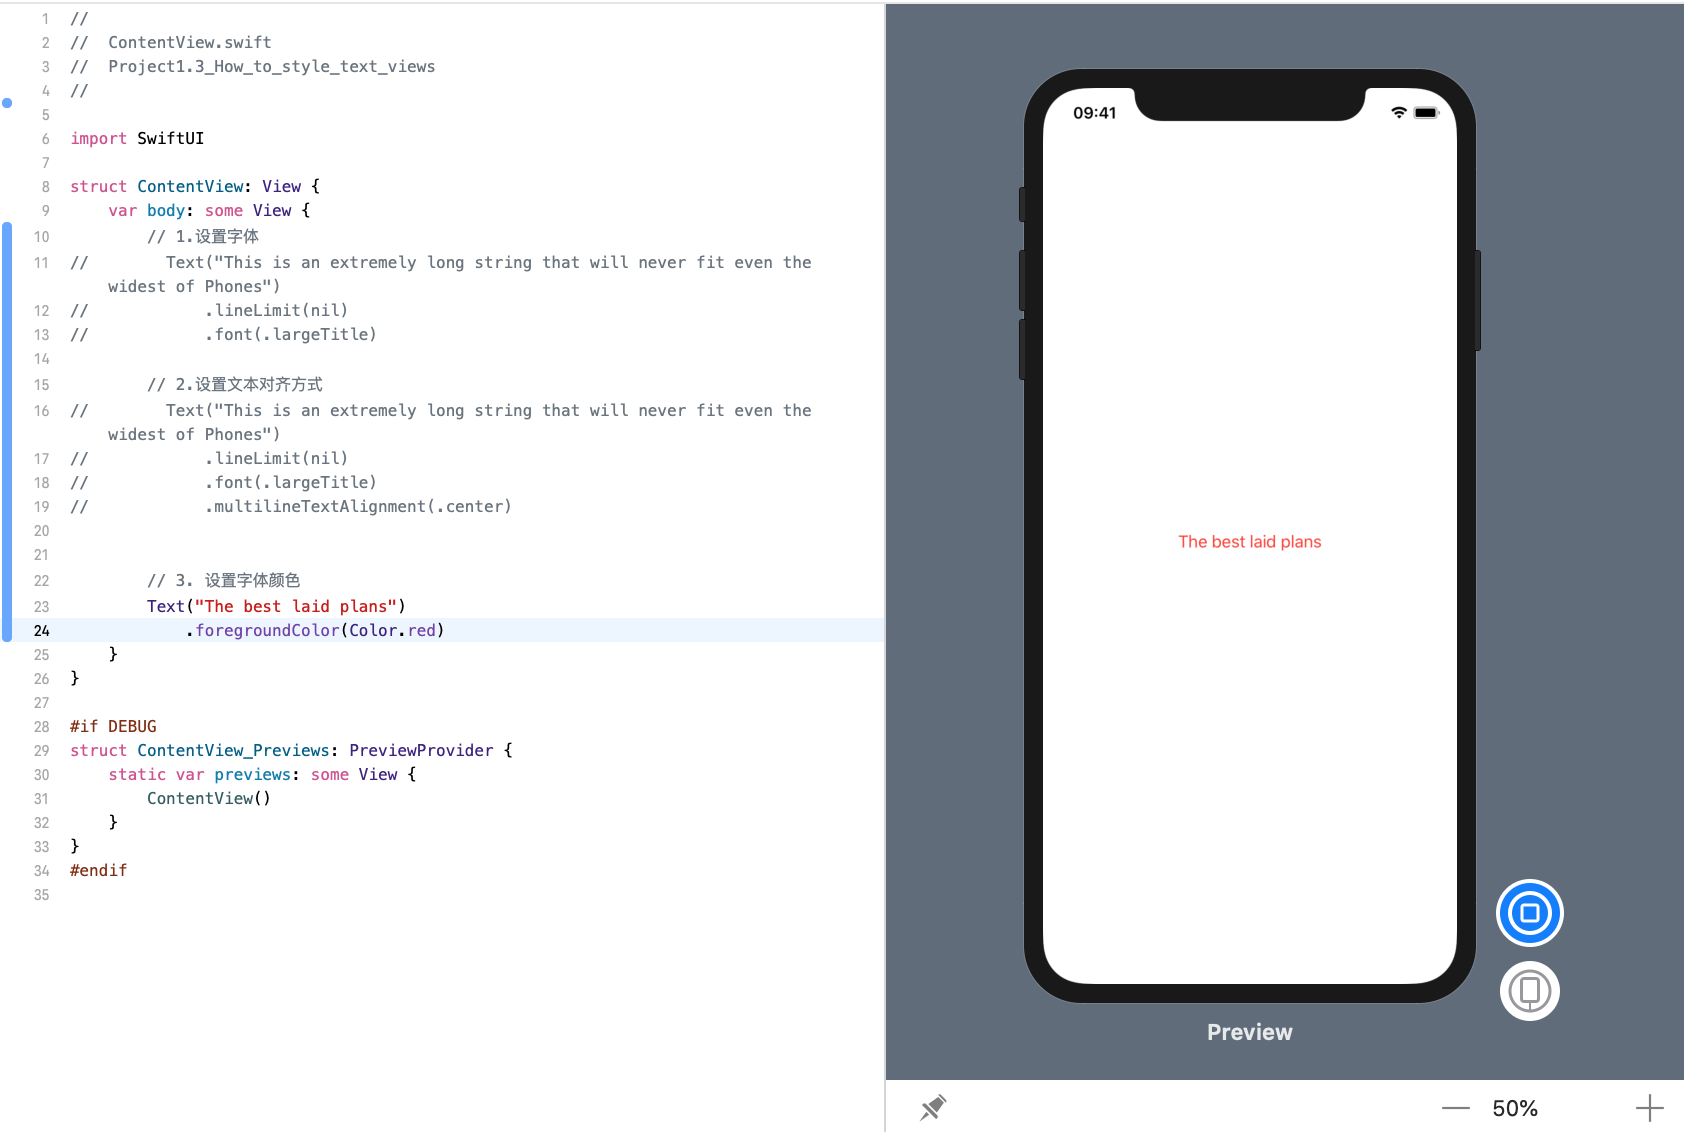 1 //
2 //  ContentView.swift
3 //  Project1.3_How_to_style_text_views
4 //
5
6 import SwiftUI
7
8 struct ContentView: View {
9     var body: some View {
10         // 1.设置字体
11 //        Text("This is an extremely long string that will never fit even the
widest of Phones")
12 //            .lineLimit(nil)
13 //            .font(.largeTitle)
14
15         // 2.设置文本对齐方式
16 //        Text("This is an extremely long string that will never fit even the
widest of Phones")
17 //            .lineLimit(nil)
18 //            .font(.largeTitle)
19 //            .multilineTextAlignment(.center)
20
21
22         // 3. 设置字体颜色
23         Text("The best laid plans")
24             .foregroundColor(Color.red)
25     }
26 }
27
28 #if DEBUG
29 struct ContentView_Previews: PreviewProvider {
30     static var previews: some View {
31         ContentView()
32     }
33 }
34 #endif
35
09:41
The best laid plans
Preview
50%